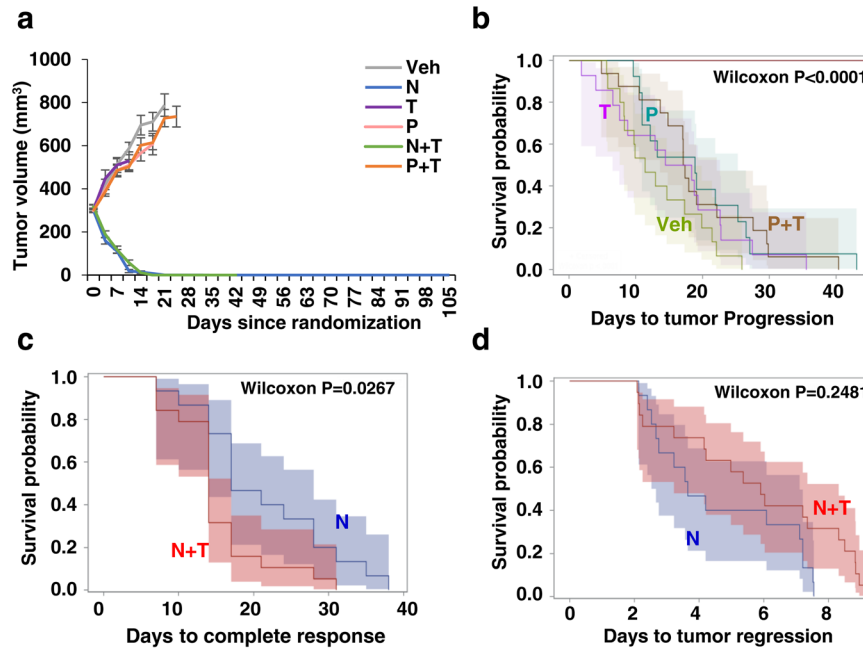 a
1000
800
600
400
200
0
Tumor volume (mm³)
Veh
N
T
P
N+T
P+T
0 7 14 21 28 35 42 49 56 63 70 77 84 91 98 105
Days since randomization
b
1.0
0.8
0.6
0.4
0.2
0.0
Survival probability
Wilcoxon P<0.0001
T
P
Veh
P+T
0 10 20 30 40
Days to tumor Progression
c
1.0
0.8
0.6
0.4
0.2
0.0
Survival probability
Wilcoxon P=0.0267
N
N+T
0 10 20 30 40
Days to complete response
d
1.0
0.8
0.6
0.4
0.2
0.0
Survival probability
Wilcoxon P=0.2481
N+T
N
0 2 4 6 8
Days to tumor regression